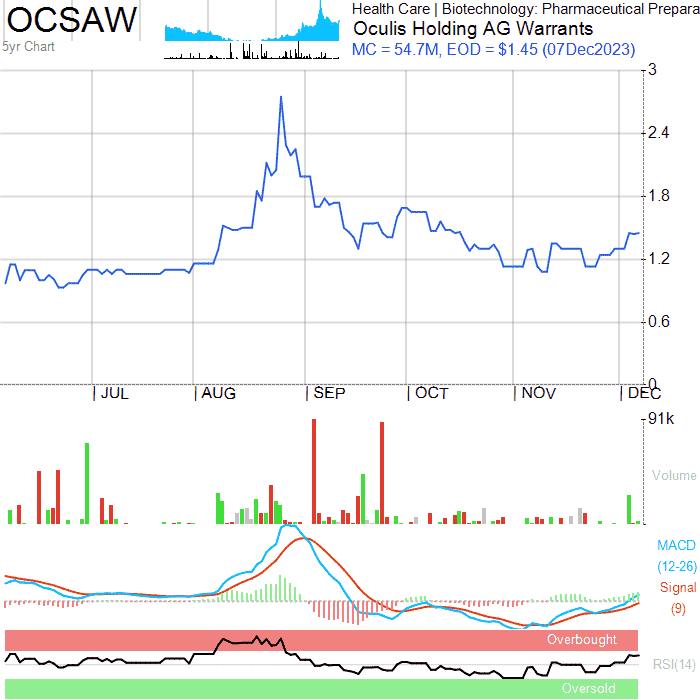 OCSAW
5yr Chart
Health Care | Biotechnology: Pharmaceutical Prepara
Oculis Holding AG Warrants
MC = 54.7M, EOD = $1.45 (07Dec2023)
3
2.4
1.8
1.2
0.6
0
JUL AUG SEP OCT NOV DEC
91k
Volume
MACD
(12-26)
Signal
(9)
Overbought
RSI(14)
Oversold